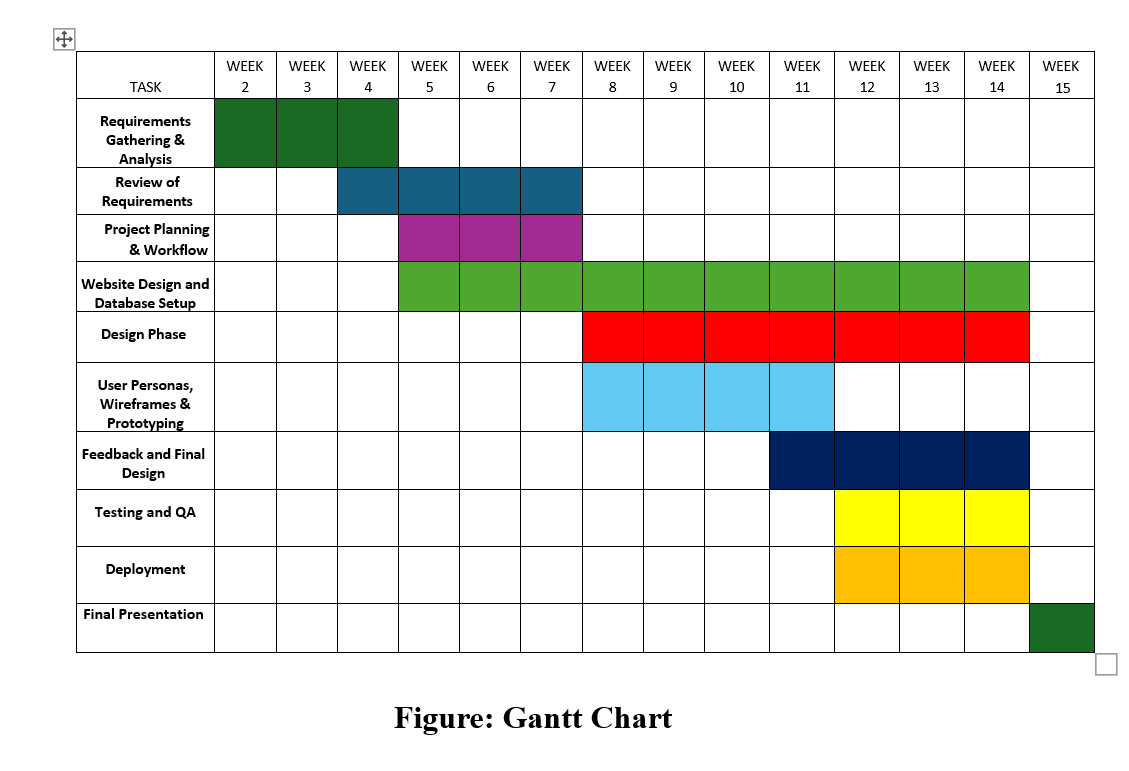 TASK
WEEK 2
WEEK 3
WEEK 4
WEEK 5
WEEK 6
WEEK 7
WEEK 8
WEEK 9
WEEK 10
WEEK 11
WEEK 12
WEEK 13
WEEK 14
WEEK 15
Requirements
Gathering &
Analysis
Review of
Requirements
Project Planning
& Workflow
Website Design and
Database Setup
Design Phase
User Personas,
Wireframes &
Prototyping
Feedback and Final
Design
Testing and QA
Deployment
Final Presentation
Figure: Gantt Chart